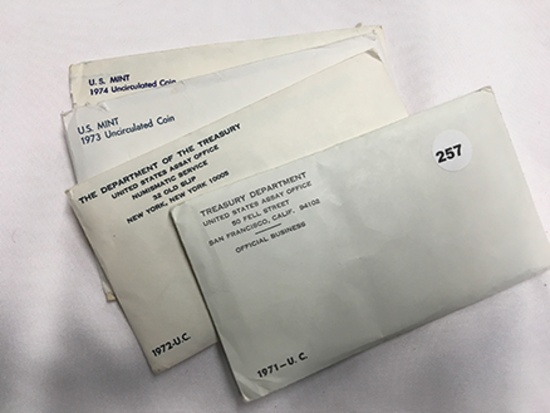 U.S. MINT
1974 Uncirculated Coin
U.S. MINT
1973 Uncirculated Coin
THE DEPARTMENT OF THE TREASURY
UNITED STATES ASSAY OFFICE
NUMISMATIC SERVICE
32 OLD SLIP
NEW YORK, NEW YORK 10005
1972-U.C.
257
TREASURY DEPARTMENT
UNITED STATES ASSAY OFFICE
50 FELL STREET
SAN FRANCISCO, CALIF. 94102
OFFICIAL BUSINESS
1971-U.C.